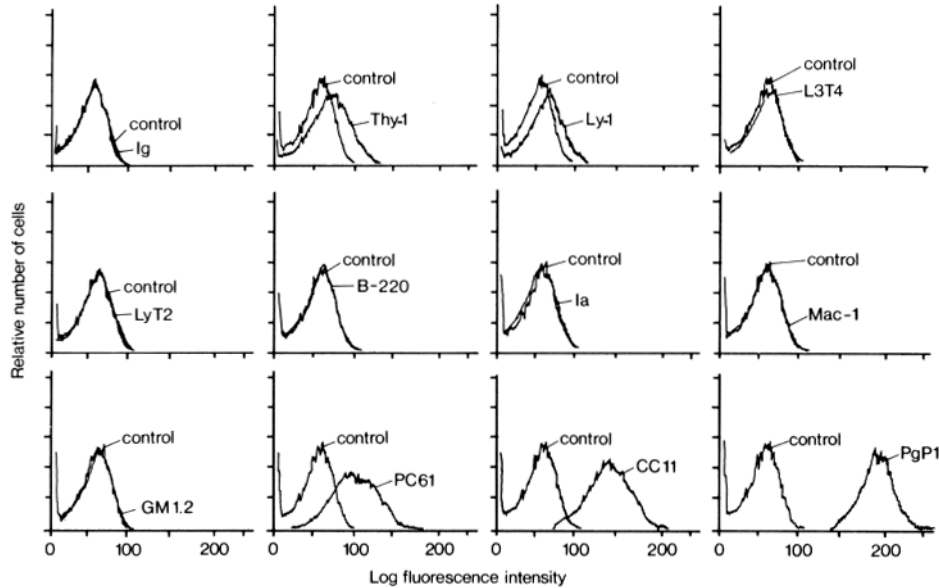 control
Ig
control
Thy-1
control
Ly-1
control
L3T4
control
LyT2
control
B-220
control
Ia
control
Mac-1
control
GM1.2
control
PC61
control
CC11
control
PgP1
0 100 200
0 100 200
0 100 200
0 100 200
Relative number of cells
Log fluorescence intensity